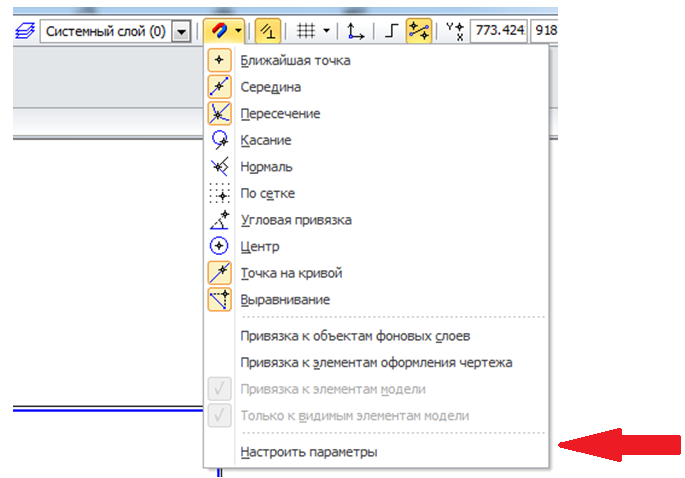 Системный слой (0) Y X 773.424 918
Ближайшая точка
Середина
Пересечение
Касание
Нормаль
По сетке
Угловая привязка
Центр
Точка на кривой
Выравнивание
Привязка к объектам фоновых слоев
Привязка к элементам оформления чертежа
Привязка к элементам модели
Только к видимым элементам модели
Настроить параметры